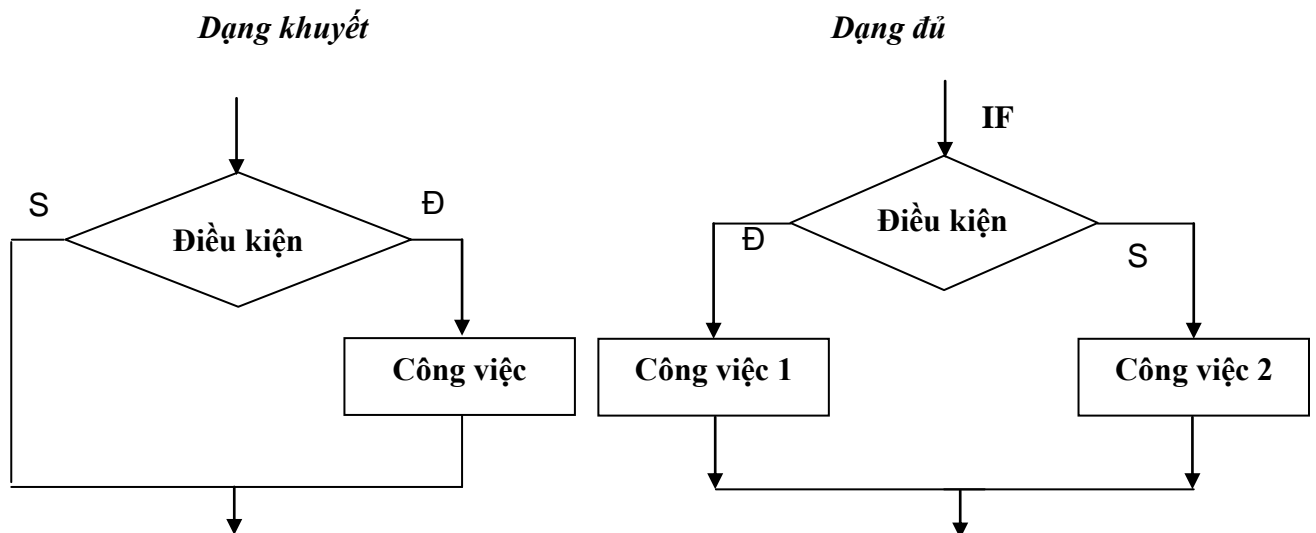 Dạng khuyết
Dạng đủ
IF
S
Đ
Điều kiện
Điều kiện
Đ
S
Công việc
Công việc 1
Công việc 2